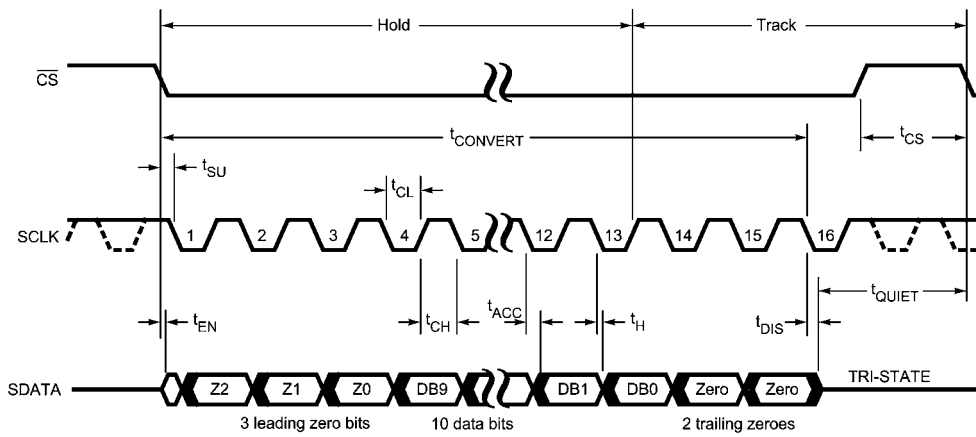 Hold Track
CS
tCONVERT
tCS
tSU
tCL
SCLK 1 2 3 4 5 12 13 14 15 16
tQUIET
tEN tCH tACC tH tDIS
SDATA Z2 Z1 Z0 DB9 DB1 DB0 Zero Zero TRI-STATE
3 leading zero bits 10 data bits 2 trailing zeroes